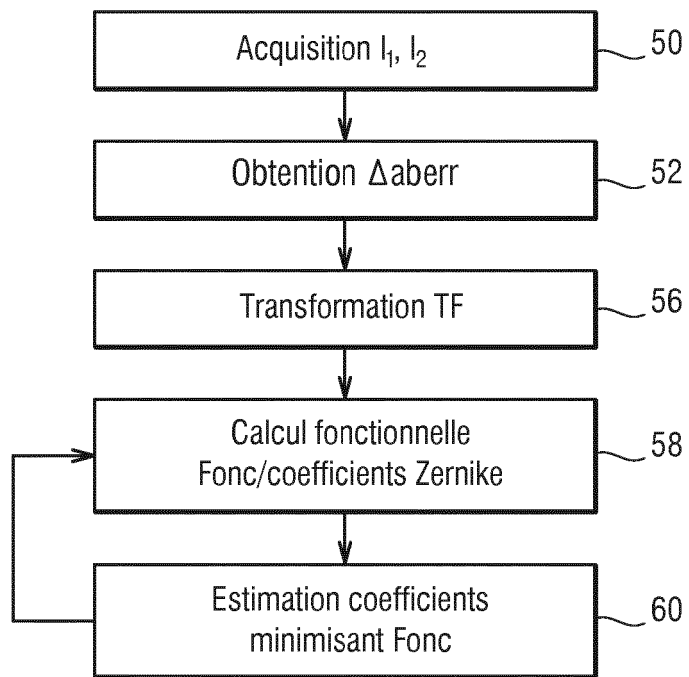 Acquisition I₁, I₂
50
Obtention Δaberr
52
Transformation TF
56
Calcul fonctionnelle
Fonc/coefficients Zernike
58
Estimation coefficients
minimisant Fonc
60